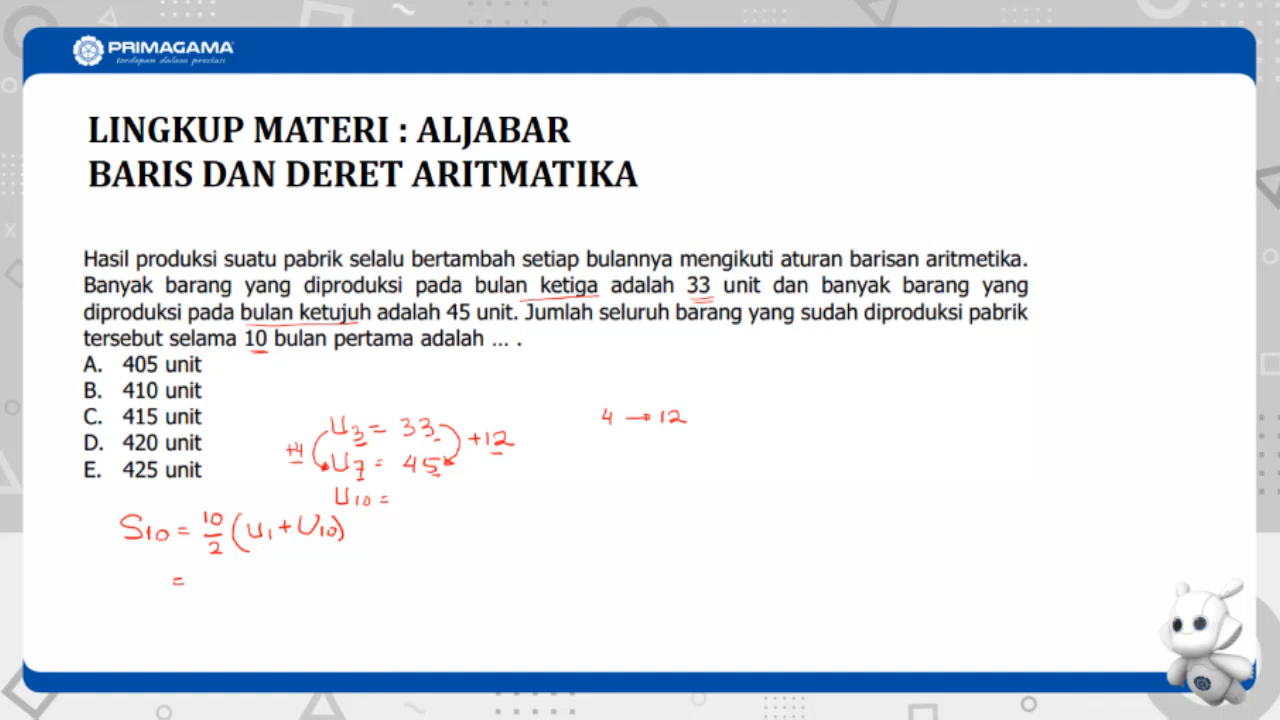 PRIMAGAMA
terdepan dalam prestasi
LINGKUP MATERI : ALJABAR
BARIS DAN DERET ARITMATIKA
Hasil produksi suatu pabrik selalu bertambah setiap bulannya mengikuti aturan barisan aritmetika.
Banyak barang yang diproduksi pada bulan ketiga adalah 33 unit dan banyak barang yang
diproduksi pada bulan ketujuh adalah 45 unit. Jumlah seluruh barang yang sudah diproduksi pabrik
tersebut selama 10 bulan pertama adalah ... .
A. 405 unit
B. 410 unit
C. 415 unit
D. 420 unit
E. 425 unit
U3 = 33
4 → 12
+4
+12
U7 = 45
U10 =
S10 = 10/2 (U1 + U10)
=